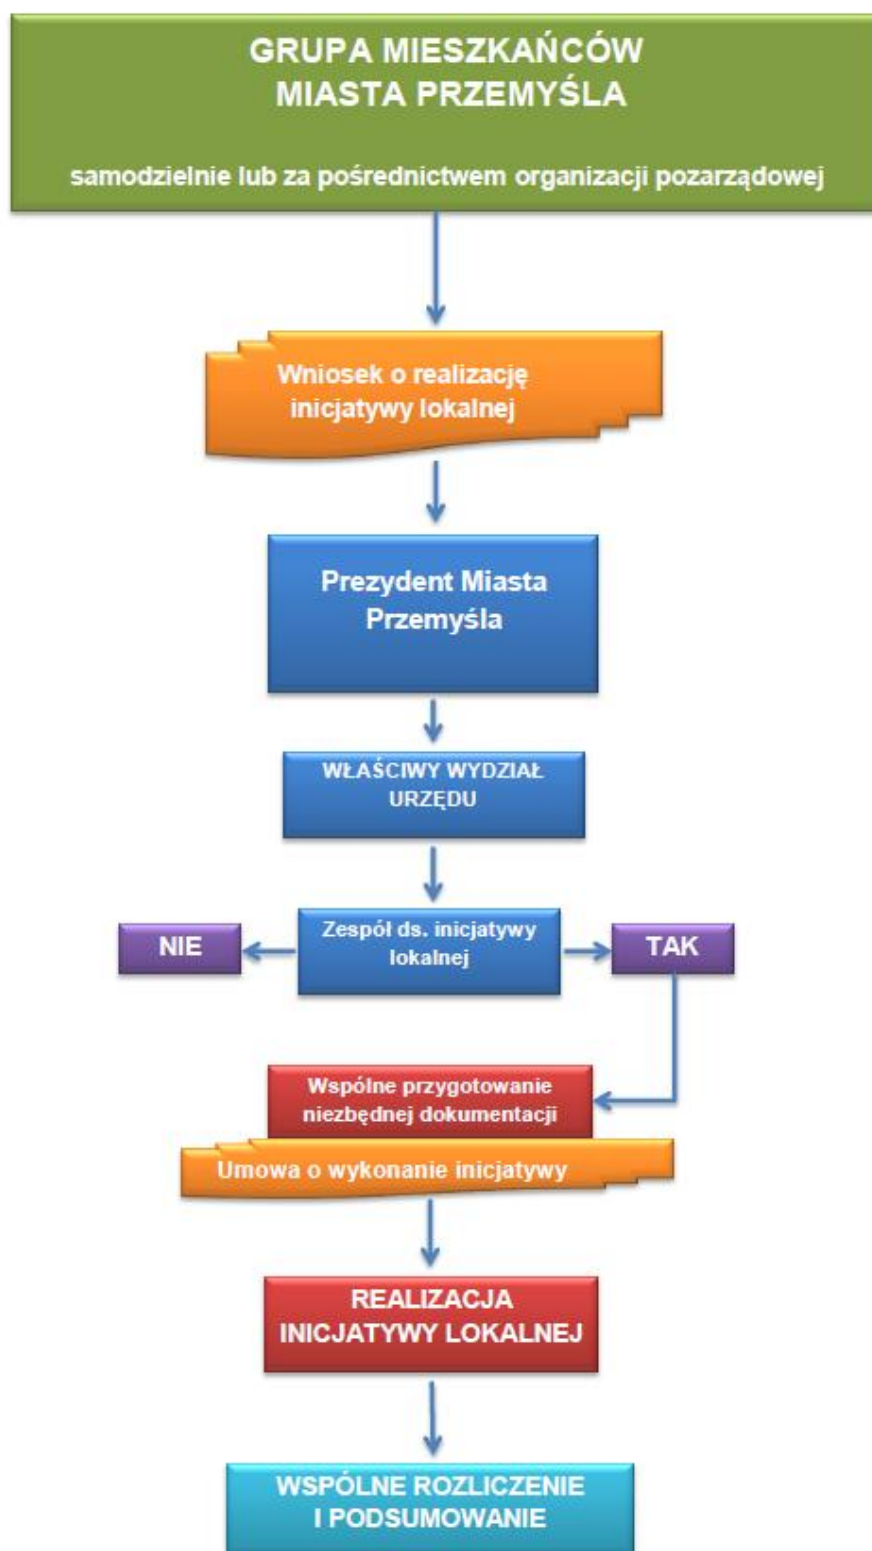 GRUPA MIESZKAŃCÓW
MIASTA PRZEMYŚLA
samodzielnie lub za pośrednictwem organizacji pozarządowej
Wniosek o realizację
inicjatywy lokalnej
Prezydent Miasta
Przemyśla
WŁAŚCIWY WYDZIAŁ
URZĘDU
NIE
Zespół ds. inicjatywy
lokalnej
TAK
Wspólne przygotowanie
niezbędnej dokumentacji
Umowa o wykonanie inicjatywy
REALIZACJA
INICJATYWY LOKALNEJ
WSPÓLNE ROZLICZENIE
I PODSUMOWANIE